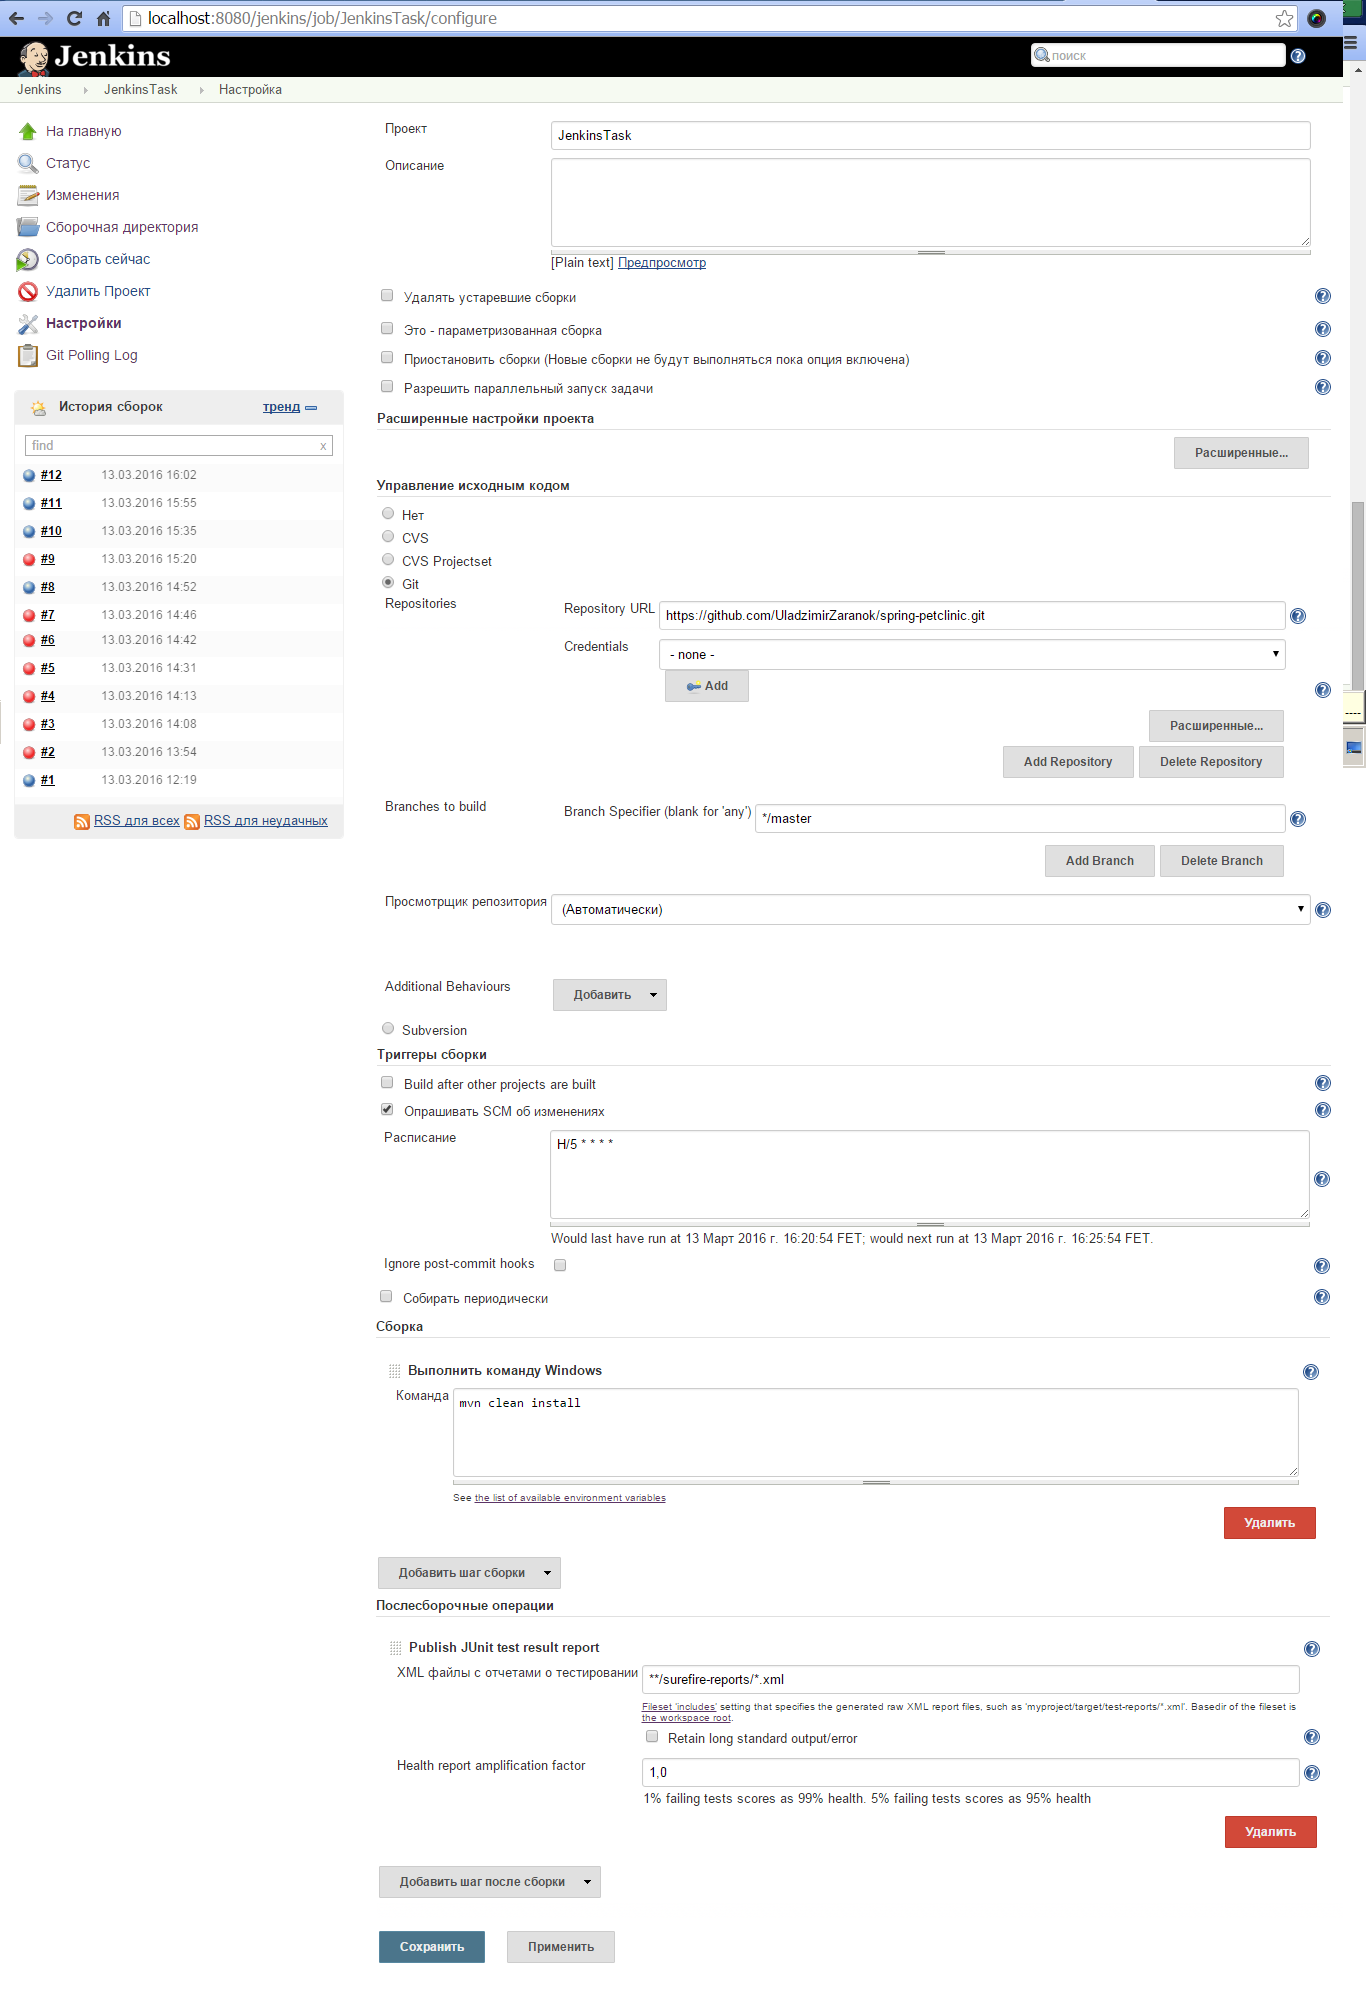 localhost:8080/jenkins/job/JenkinsTask/configure
Jenkins
поиск
Jenkins
JenkinsTask
Настройка
На главную
Статус
Изменения
Сборочная директория
Собрать сейчас
Удалить Проект
Настройки
Git Polling Log
История сборок тренд
find x
#12 13.03.2016 16:02
#11 13.03.2016 15:55
#10 13.03.2016 15:35
#9 13.03.2016 15:20
#8 13.03.2016 14:52
#7 13.03.2016 14:46
#6 13.03.2016 14:42
#5 13.03.2016 14:31
#4 13.03.2016 14:13
#3 13.03.2016 14:08
#2 13.03.2016 13:54
#1 13.03.2016 12:19
RSS для всех RSS для неудачных
Проект JenkinsTask
Описание
[Plain text] Предпросмотр
Удалять устаревшие сборки
Это - параметризованная сборка
Приостановить сборки (Новые сборки не будут выполняться пока опция включена)
Разрешить параллельный запуск задачи
Расширенные настройки проекта
Расширенные...
Управление исходным кодом
Нет
CVS
CVS Projectset
Git
Repositories
Repository URL https://github.com/UladzimirZaranok/spring-petclinic.git
Credentials - none -
Add
Расширенные...
Add Repository Delete Repository
Branches to build
Branch Specifier (blank for 'any') */master
Add Branch Delete Branch
Просмотрщик репозитория (Автоматически)
Additional Behaviours Добавить
Subversion
Триггеры сборки
Build after other projects are built
Опрашивать SCM об изменениях
Расписание H/5 * * * *
Would last have run at 13 Март 2016 г. 16:20:54 FET; would next run at 13 Март 2016 г. 16:25:54 FET.
Ignore post-commit hooks
Собирать периодически
Сборка
Выполнить команду Windows
Команда mvn clean install
See the list of available environment variables
Удалить
Добавить шаг сборки
Послесборочные операции
Publish JUnit test result report
XML файлы с отчетами о тестировании **/surefire-reports/*.xml
Fileset 'includes' setting that specifies the generated raw XML report files, such as 'myproject/target/test-reports/*.xml'. Basedir of the fileset is
the workspace root.
Retain long standard output/error
Health report amplification factor 1,0
1% failing tests scores as 99% health. 5% failing tests scores as 95% health
Удалить
Добавить шаг после сборки
Сохранить Применить